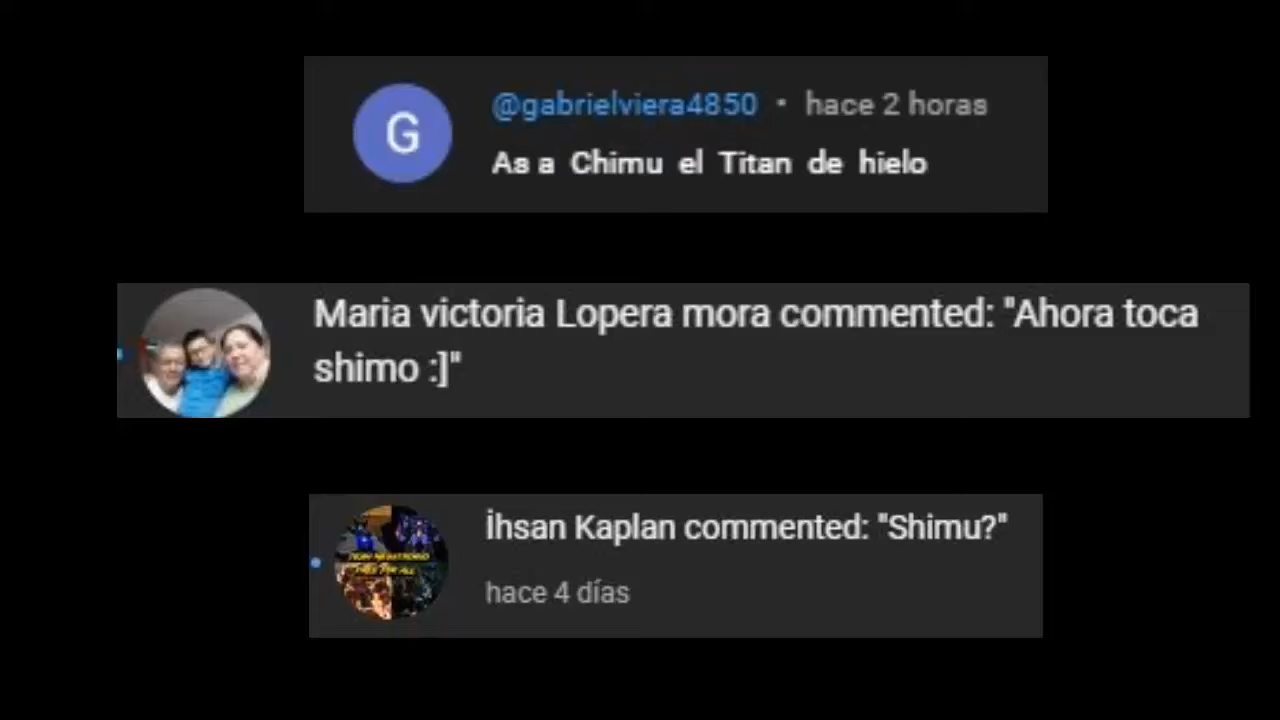 G
@gabrielviera4850 • hace 2 horas
As a Chimu el Titan de hielo
Maria victoria Lopera mora commented: "Ahora toca
shimo :]"
İhsan Kaplan commented: "Shimu?"
hace 4 días